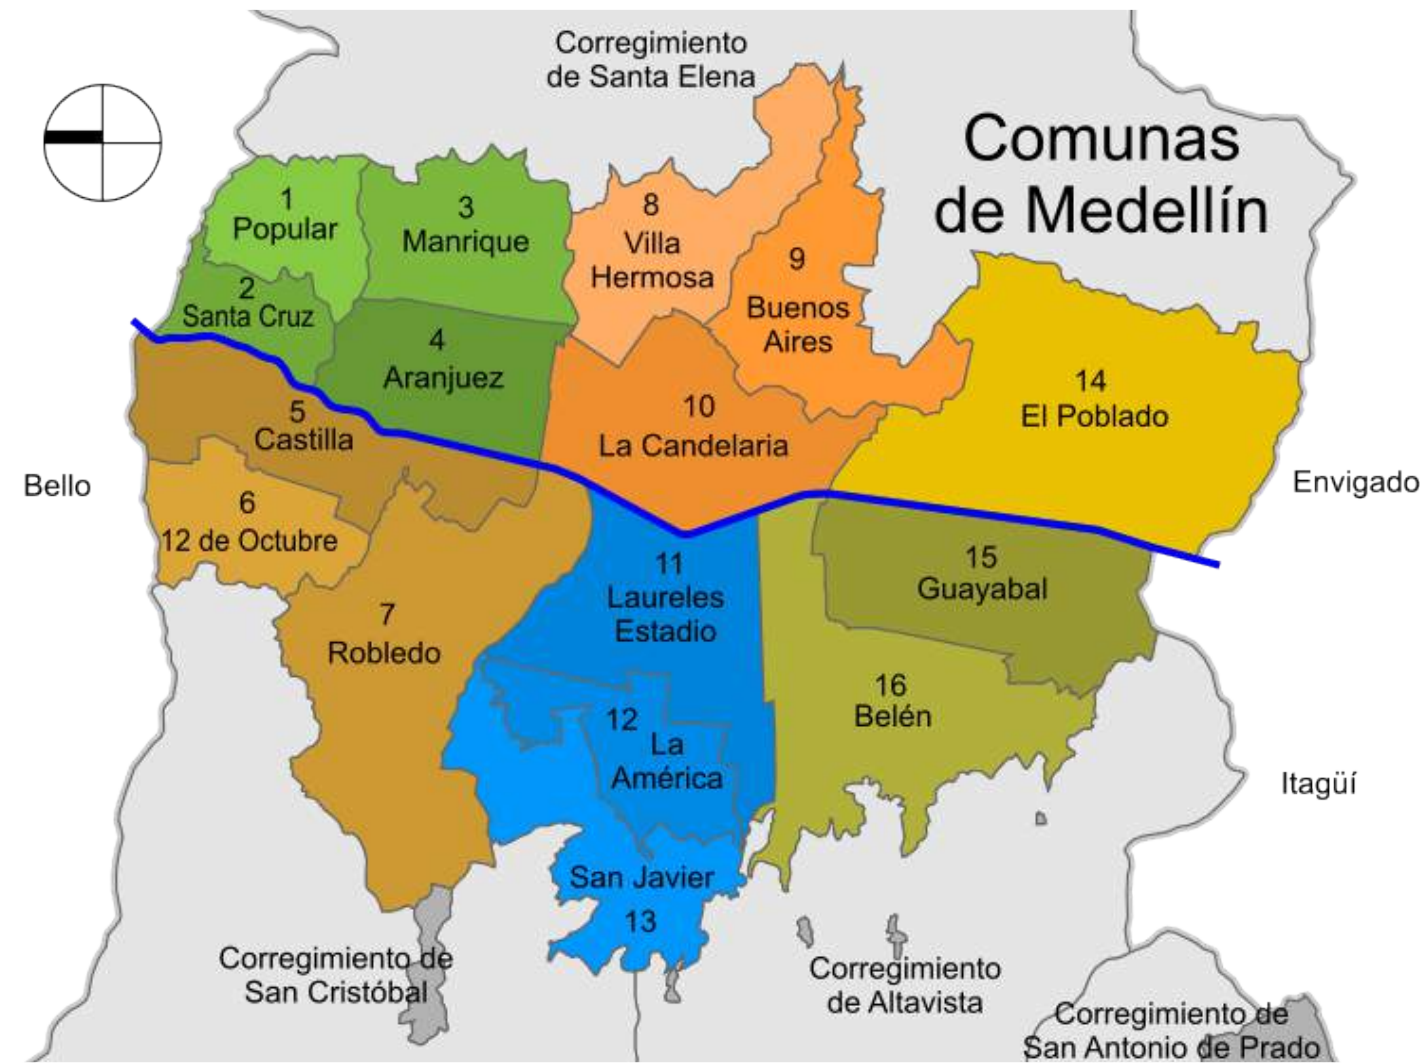 Corregimiento
de Santa Elena
Comunas
de Medellín
1
Popular
3
Manrique
8
Villa
Hermosa
9
Buenos
Aires
2
Santa Cruz
4
Aranjuez
14
El Poblado
5
Castilla
10
La Candelaria
Bello
Envigado
6
12 de Octubre
11
Laureles
Estadio
15
Guayabal
7
Robledo
16
Belén
12
La
América
Itagüí
San Javier
13
Corregimiento de
San Cristóbal
Corregimiento
de Altavista
Corregimiento de
San Antonio de Prado